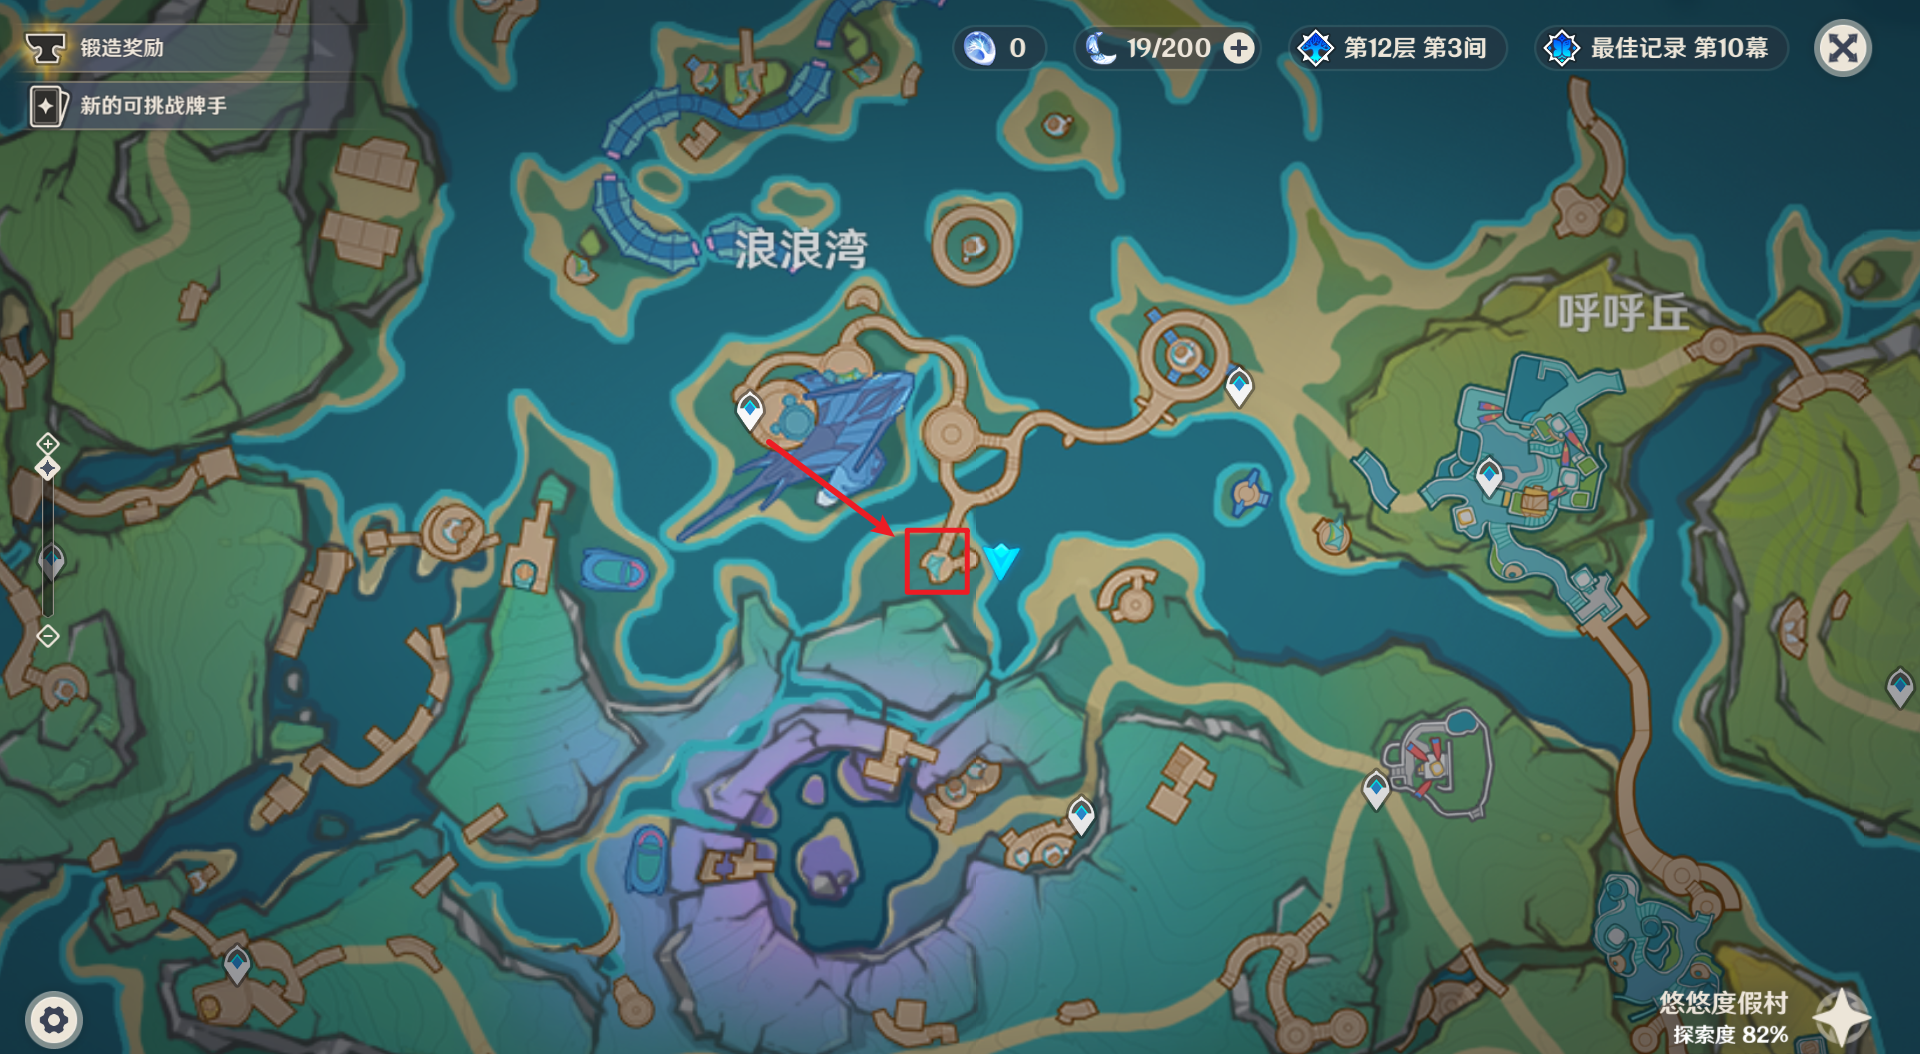 锻造奖励
新的可挑战牌手
0
19/200
第12层 第3间
最佳记录 第10幕
浪浪湾
呼呼丘
悠悠度假村
探索度 82%